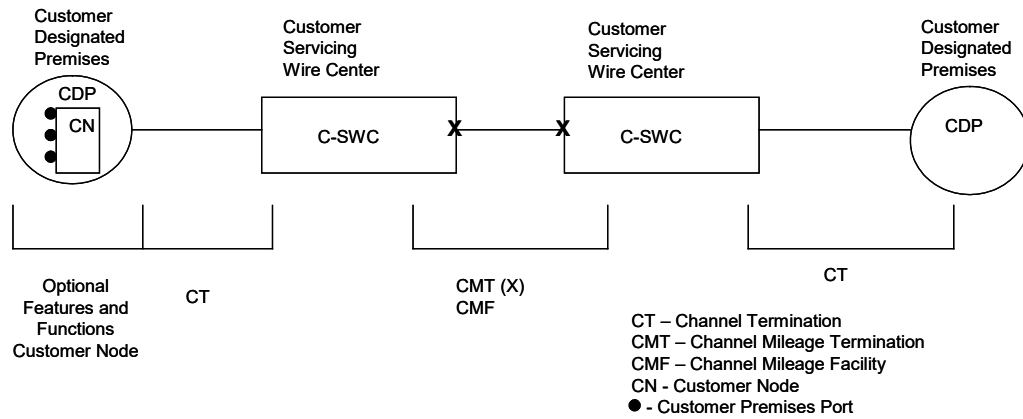 Customer
Designated
Premises
Customer
Servicing
Wire Center
Customer
Servicing
Wire Center
Customer
Designated
Premises
CDP
CN
C-SWC
X
X
C-SWC
CDP
Optional
Features and
Functions
Customer Node
CT
CMT (X)
CMF
CT
CT – Channel Termination
CMT – Channel Mileage Termination
CMF – Channel Mileage Facility
CN - Customer Node
● - Customer Premises Port